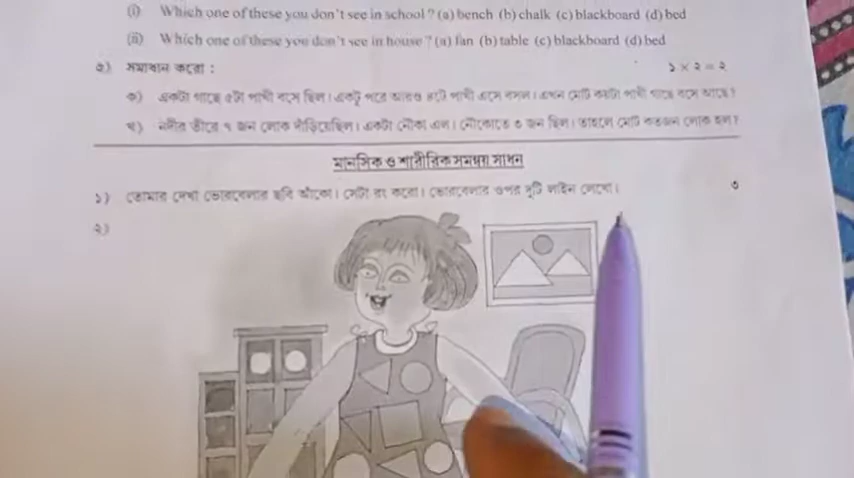 (i) Which one of these you don't see in school ? (a) bench (b) chalk (c) blackboard (d) bed
(ii) Which one of these you don't see in house ? (a) fan (b) table (c) blackboard (d) bed
২) সমাধান করো : ১ × ২ = ২
ক) একটা গাছে ৫টা পাখী বসে ছিল। একটু পরে আরও ৪টে পাখী এসে বসল। এখন মোট কয়টা পাখী গাছে বসে আছে?
খ) নদীর তীরে ৭ জন লোক দাঁড়িয়েছিল। একটা নৌকা এল। নৌকাতে ৩ জন ছিল। তাহলে মোট কতজন লোক হল?
মানসিক ও শারীরিক সমন্বয় সাধন
১) তোমার দেখা ভোরবেলার ছবি আঁকো। সেটা রং করো। ভোরবেলার ওপর দুটি লাইন লেখো। ৩
২)